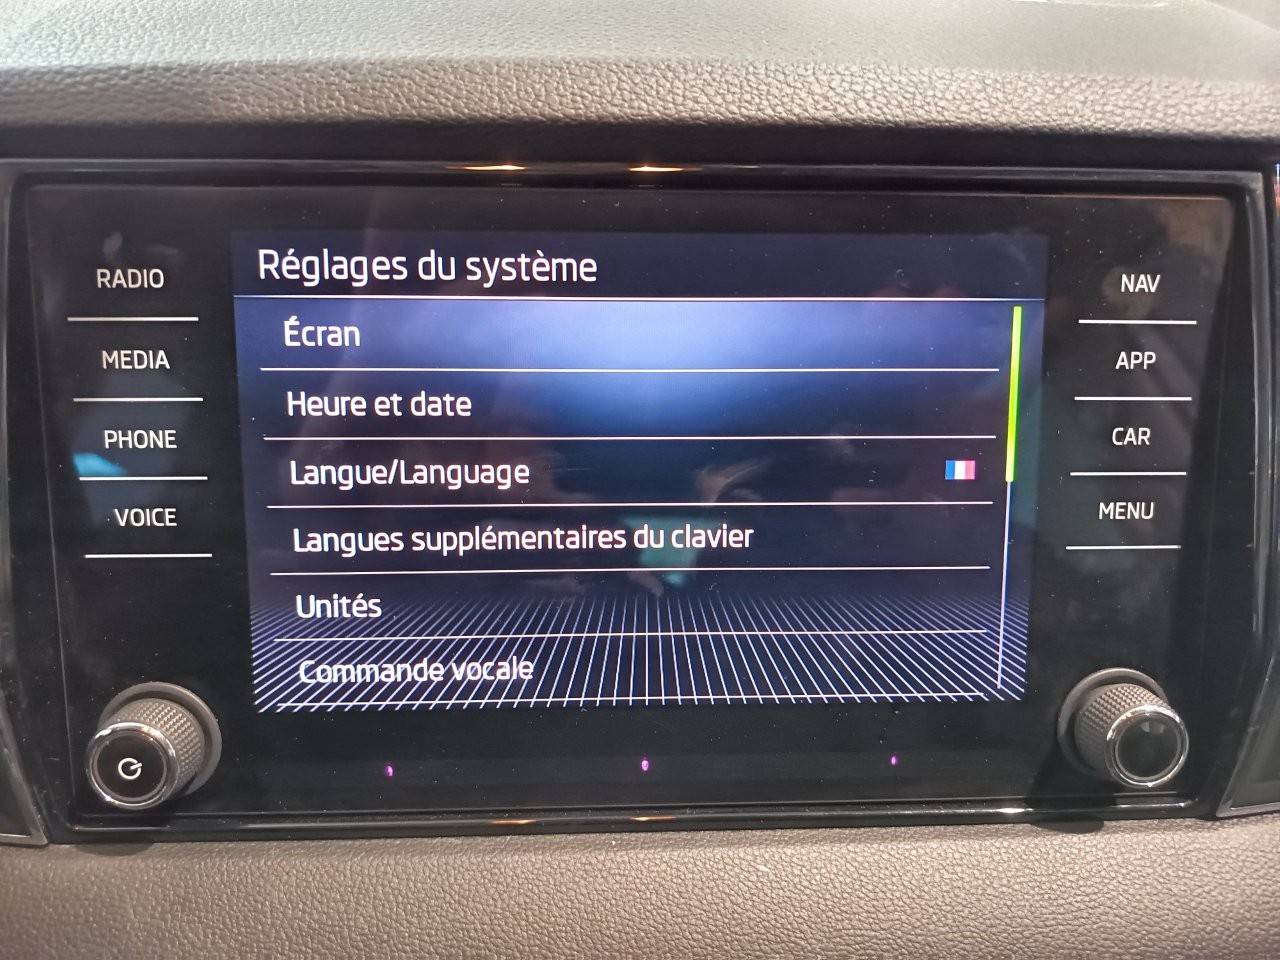 Réglages du système
Écran
Heure et date
Langue/Language
Langues supplémentaires du clavier
Unités
Commande vocale
RADIO
MEDIA
PHONE
VOICE
NAV
APP
CAR
MENU